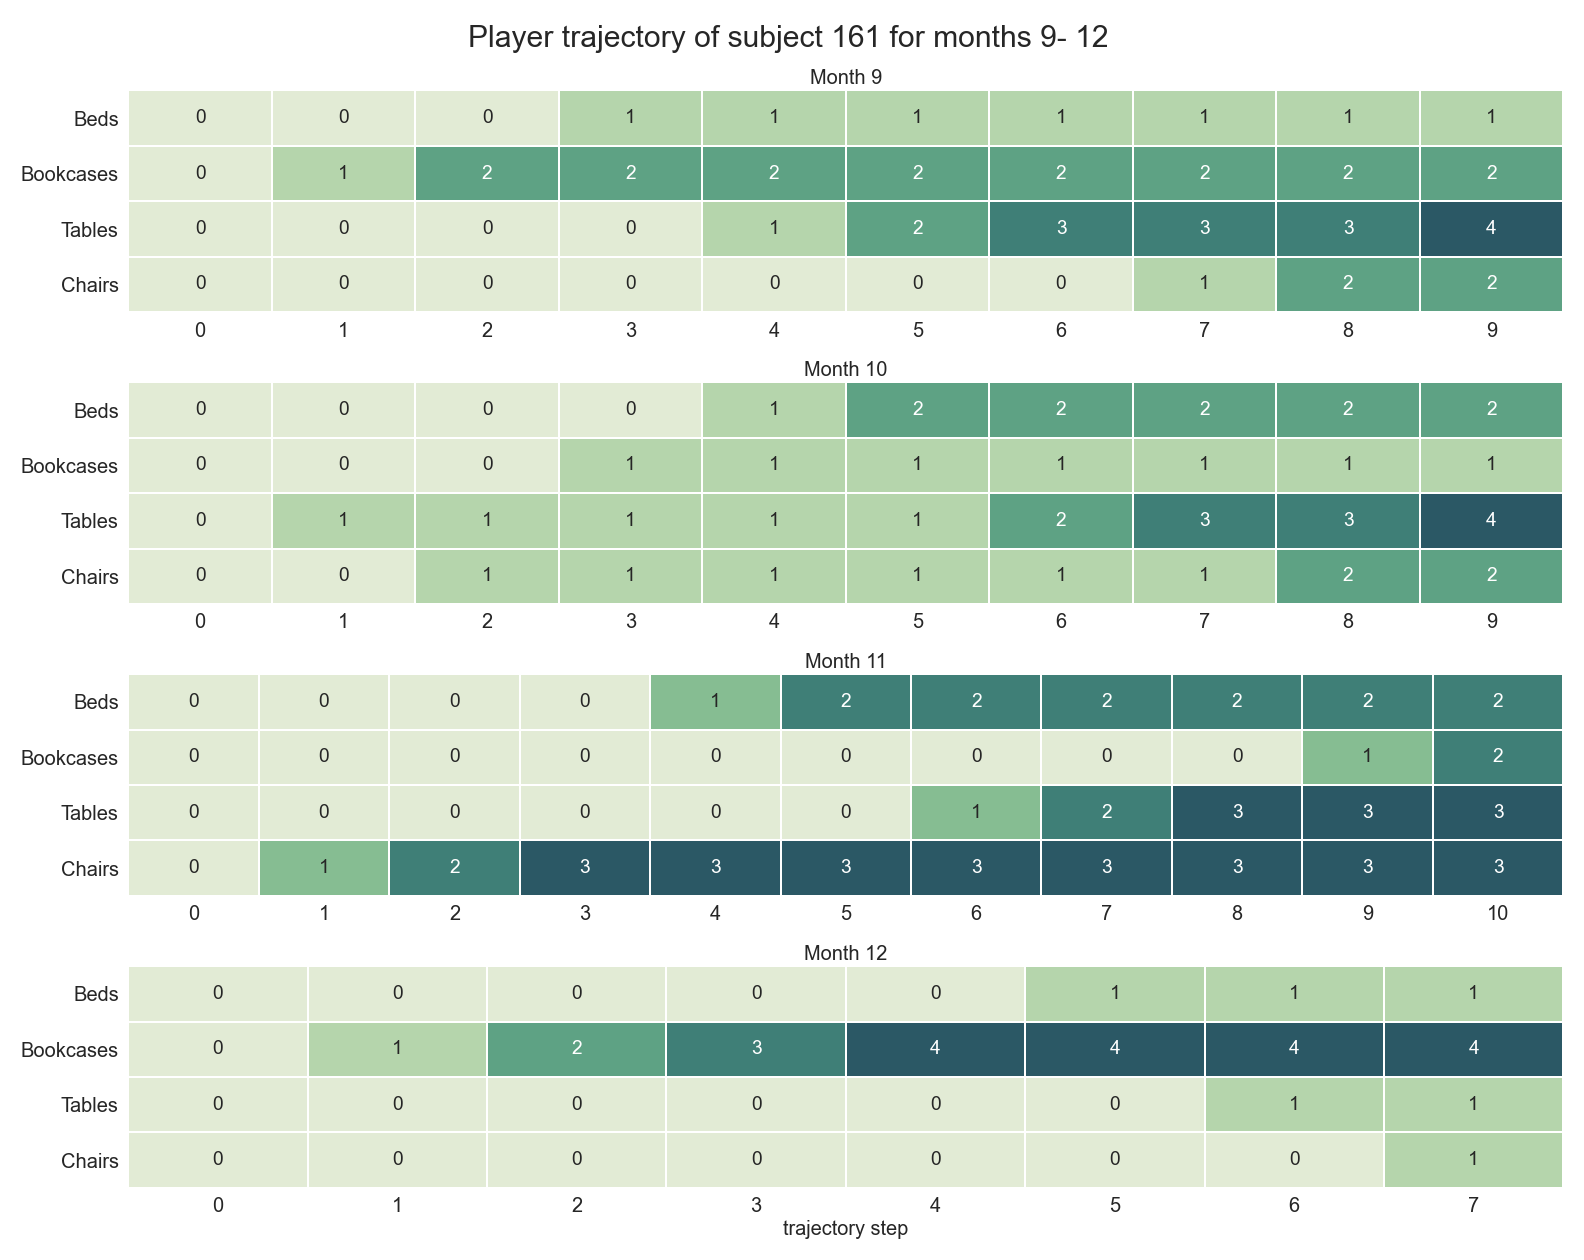 Player trajectory of subject 161 for months 9- 12
Month 9
Beds 0 0 0 1 1 1 1 1 1 1
Bookcases 0 1 2 2 2 2 2 2 2 2
Tables 0 0 0 0 1 2 3 3 3 4
Chairs 0 0 0 0 0 0 0 1 2 2
0 1 2 3 4 5 6 7 8 9
Month 10
Beds 0 0 0 0 1 2 2 2 2 2
Bookcases 0 0 0 1 1 1 1 1 1 1
Tables 0 1 1 1 1 1 2 3 3 4
Chairs 0 0 1 1 1 1 1 1 2 2
0 1 2 3 4 5 6 7 8 9
Month 11
Beds 0 0 0 0 1 2 2 2 2 2 2
Bookcases 0 0 0 0 0 0 0 0 0 1 2
Tables 0 0 0 0 0 0 1 2 3 3 3
Chairs 0 1 2 3 3 3 3 3 3 3 3
0 1 2 3 4 5 6 7 8 9 10
Month 12
Beds 0 0 0 0 0 1 1 1
Bookcases 0 1 2 3 4 4 4 4
Tables 0 0 0 0 0 0 1 1
Chairs 0 0 0 0 0 0 0 1
0 1 2 3 4 5 6 7
trajectory step